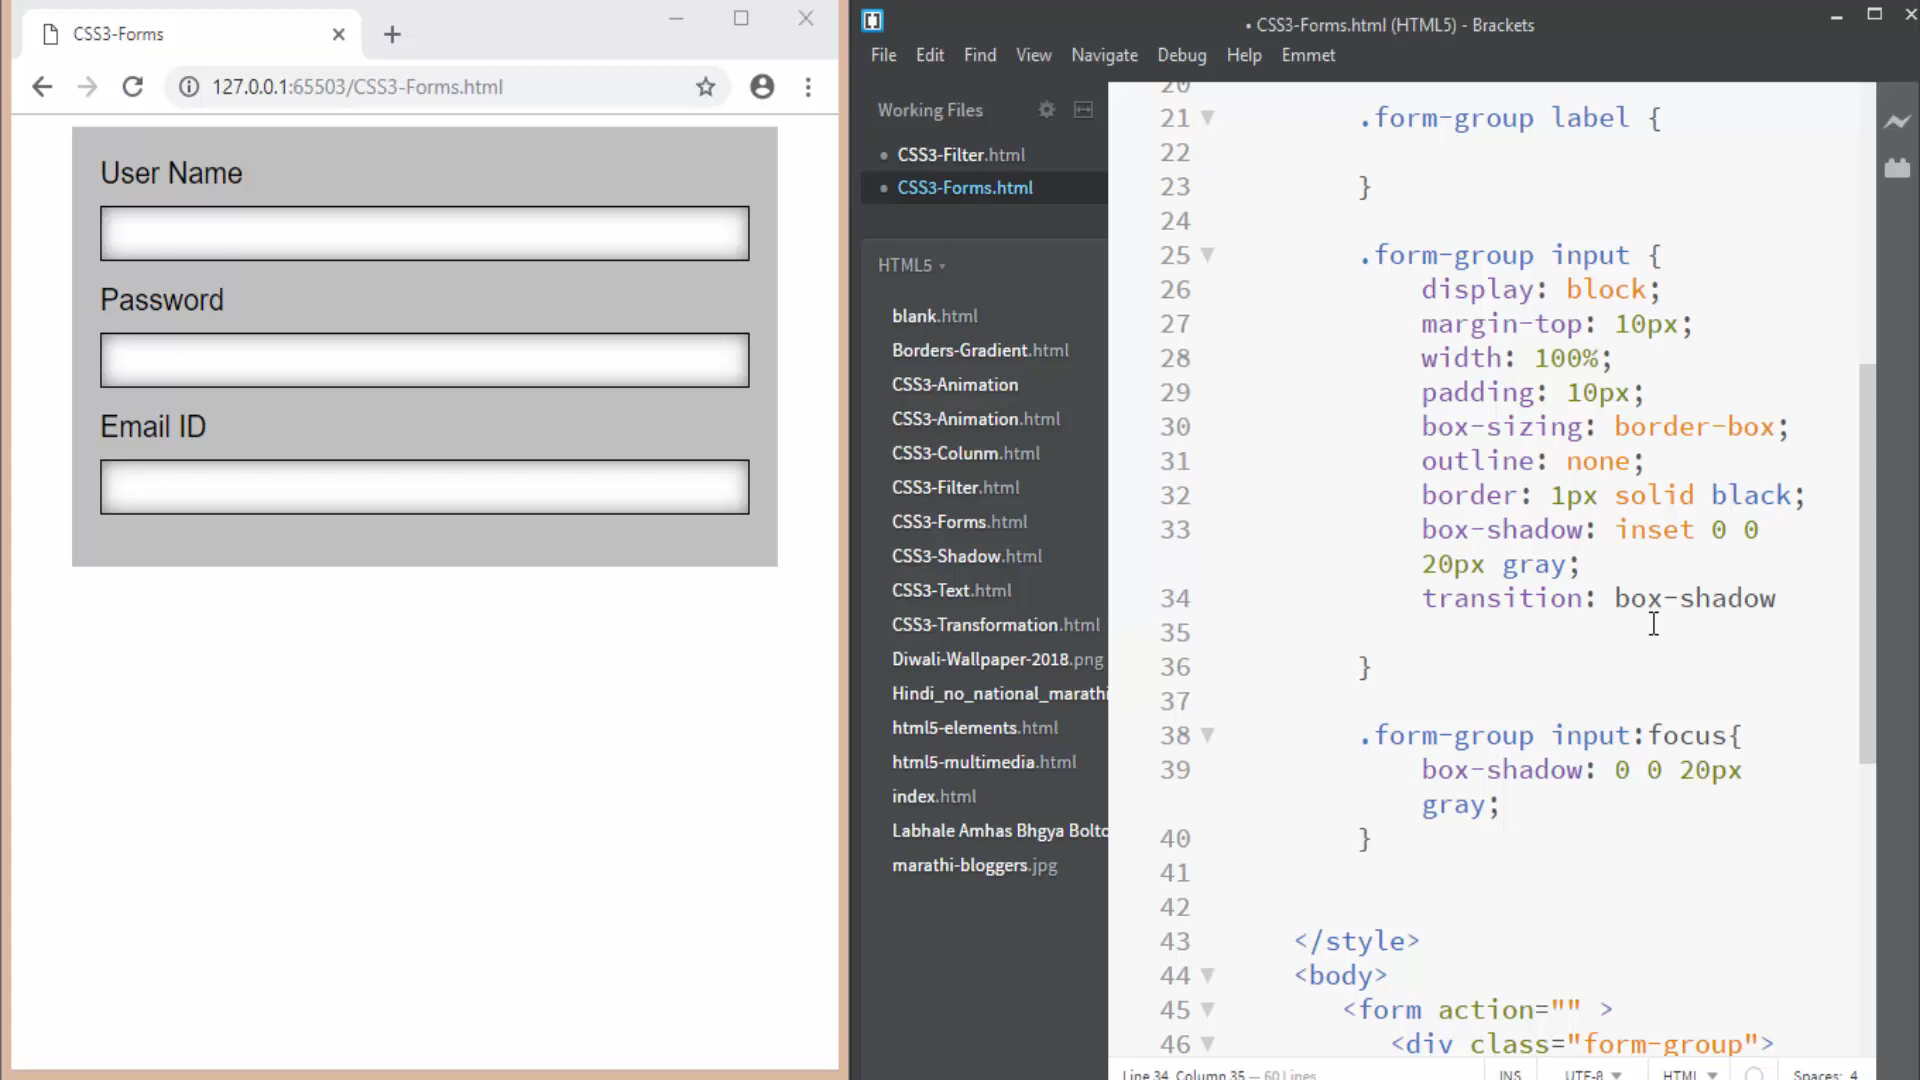 CSS3-Forms
127.0.0.1:65503/CSS3-Forms.html
User Name
Password
Email ID
• CSS3-Forms.html (HTML5) - Brackets
File Edit Find View Navigate Debug Help Emmet
Working Files
CSS3-Filter.html
CSS3-Forms.html
HTML5
blank.html
Borders-Gradient.html
CSS3-Animation
CSS3-Animation.html
CSS3-Colunm.html
CSS3-Filter.html
CSS3-Forms.html
CSS3-Shadow.html
CSS3-Text.html
CSS3-Transformation.html
Diwali-Wallpaper-2018.png
Hindi_no_national_marathi
html5-elements.html
html5-multimedia.html
index.html
Labhale Amhas Bhgya Bolto
marathi-bloggers.jpg
20
21 .form-group label {
22
23 }
24
25 .form-group input {
26 display: block;
27 margin-top: 10px;
28 width: 100%;
29 padding: 10px;
30 box-sizing: border-box;
31 outline: none;
32 border: 1px solid black;
33 box-shadow: inset 0 0
20px gray;
34 transition: box-shadow
35
36 }
37
38 .form-group input:focus{
39 box-shadow: 0 0 20px
gray;
40 }
41
42
43 </style>
44 <body>
45 <form action="" >
46 <div class="form-group">
Line 34, Column 35 — 60 Lines INS UTF-8 HTML Spaces: 4